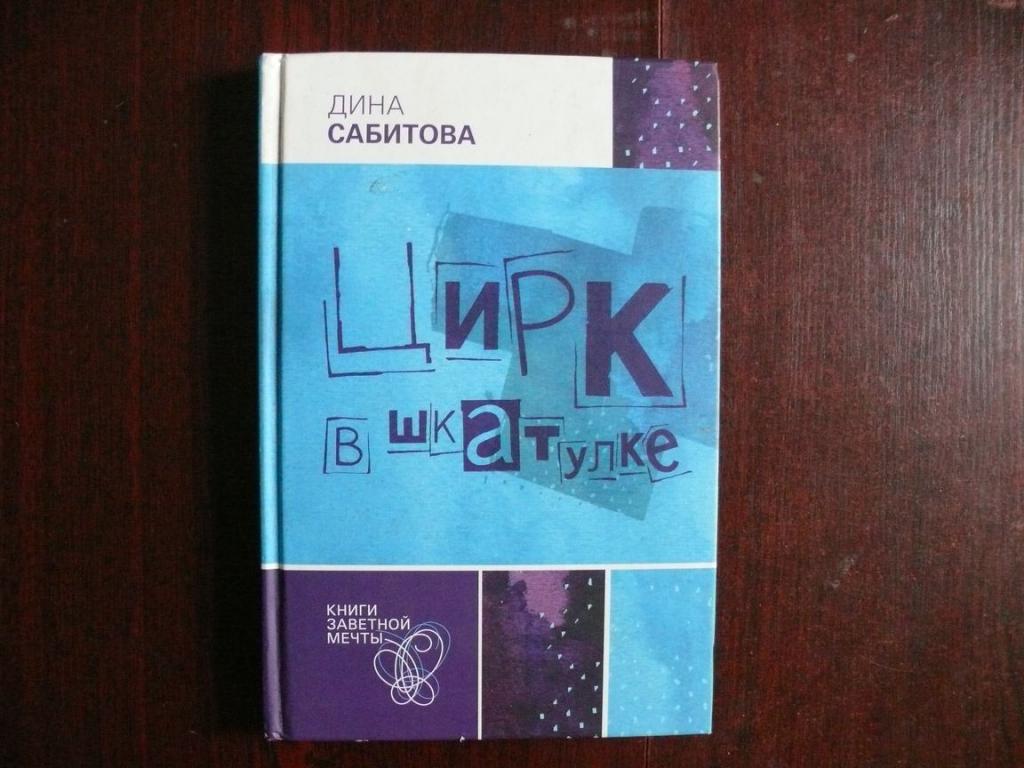 ДИНА
САБИТОВА
ЦИРК
В шкАтулке
КНИГИ
ЗАВЕТНОЙ
МЕЧТЫ